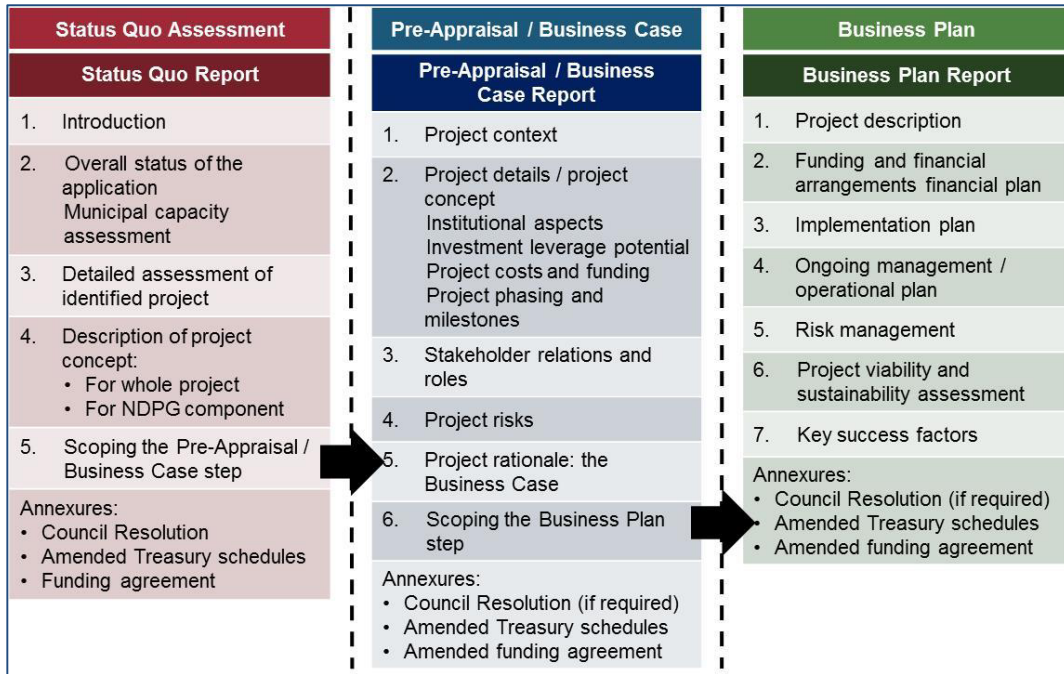 Status Quo Assessment
Status Quo Report
1. Introduction
2. Overall status of the
application
Municipal capacity
assessment
3. Detailed assessment of
identified project
4. Description of project
concept:
• For whole project
• For NDPG component
5. Scoping the Pre-Appraisal /
Business Case step
Annexures:
• Council Resolution
• Amended Treasury schedules
• Funding agreement
Pre-Appraisal / Business Case
Pre-Appraisal / Business
Case Report
1. Project context
2. Project details / project
concept
Institutional aspects
Investment leverage potential
Project costs and funding
Project phasing and
milestones
3. Stakeholder relations and
roles
4. Project risks
5. Project rationale: the
Business Case
6. Scoping the Business Plan
step
Annexures:
• Council Resolution (if required)
• Amended Treasury schedules
• Amended funding agreement
Business Plan
Business Plan Report
1. Project description
2. Funding and financial
arrangements financial plan
3. Implementation plan
4. Ongoing management /
operational plan
5. Risk management
6. Project viability and
sustainability assessment
7. Key success factors
Annexures:
• Council Resolution (if required)
• Amended Treasury schedules
• Amended funding agreement